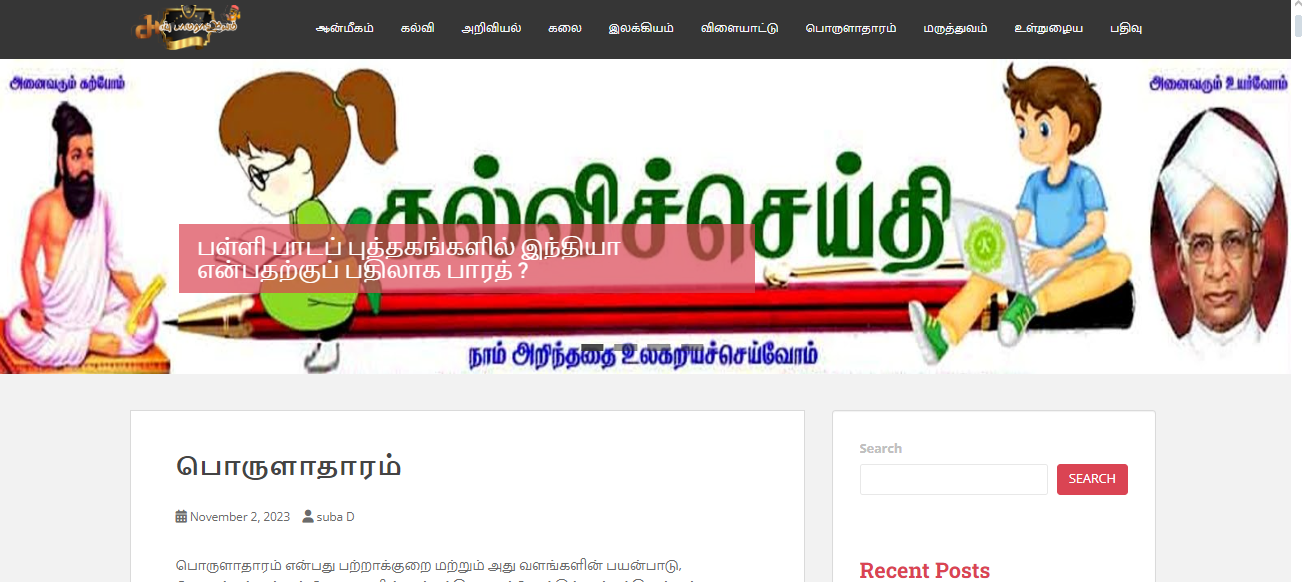 ஆன்மீகம் கல்வி அறிவியல் கலை இலக்கியம் விளையாட்டு பொருளாதாரம் மருத்துவம் உள்நுழைய பதிவு
அனைவரும் கற்போம்
அனைவரும் உயர்வோம்
கல்விச்செய்தி
பள்ளி பாடப் புத்தகங்களில் இந்தியா
என்பதற்குப் பதிலாக பாரத் ?
நாம் அறிந்ததை உலகறியச்செய்வோம்
பொருளாதாரம்
November 2, 2023 suba D
பொருளாதாரம் என்பது பற்றாக்குறை மற்றும் அது வளங்களின் பயன்பாடு,
Search
SEARCH
Recent Posts